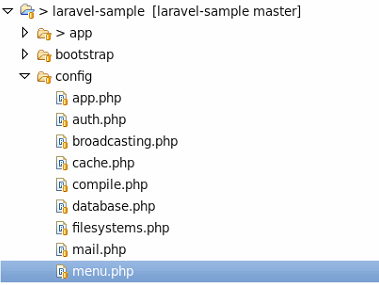 > laravel-sample [laravel-sample master]
> app
bootstrap
config
app.php
auth.php
broadcasting.php
cache.php
compile.php
database.php
filesystems.php
mail.php
menu.php